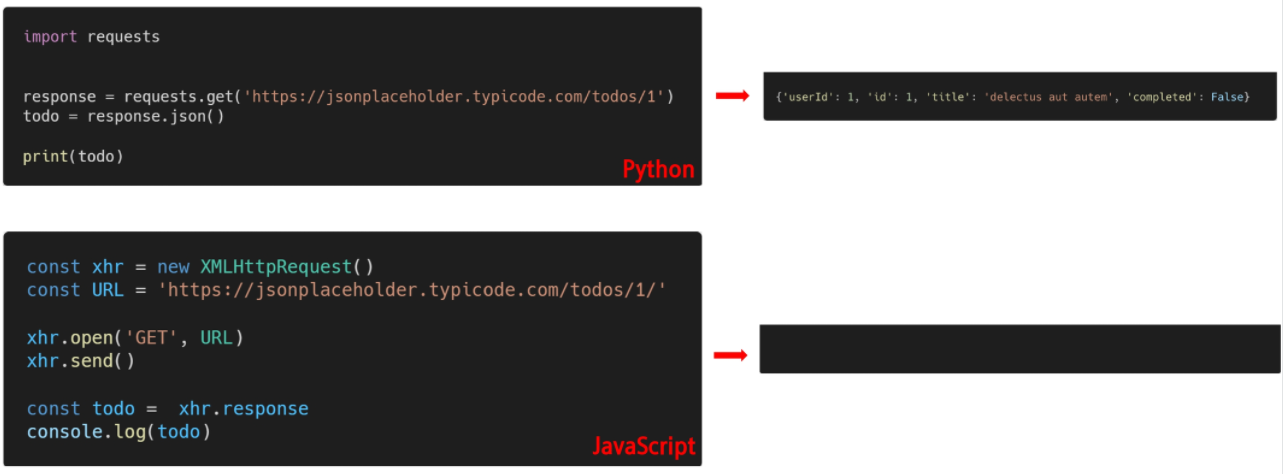 import requests
response = requests.get('https://jsonplaceholder.typicode.com/todos/1')
todo = response.json()
print(todo)
Python
{'userId': 1, 'id': 1, 'title': 'delectus aut autem', 'completed': False}
const xhr = new XMLHttpRequest()
const URL = 'https://jsonplaceholder.typicode.com/todos/1/'
xhr.open('GET', URL)
xhr.send()
const todo =  xhr.response
console.log(todo)
JavaScript